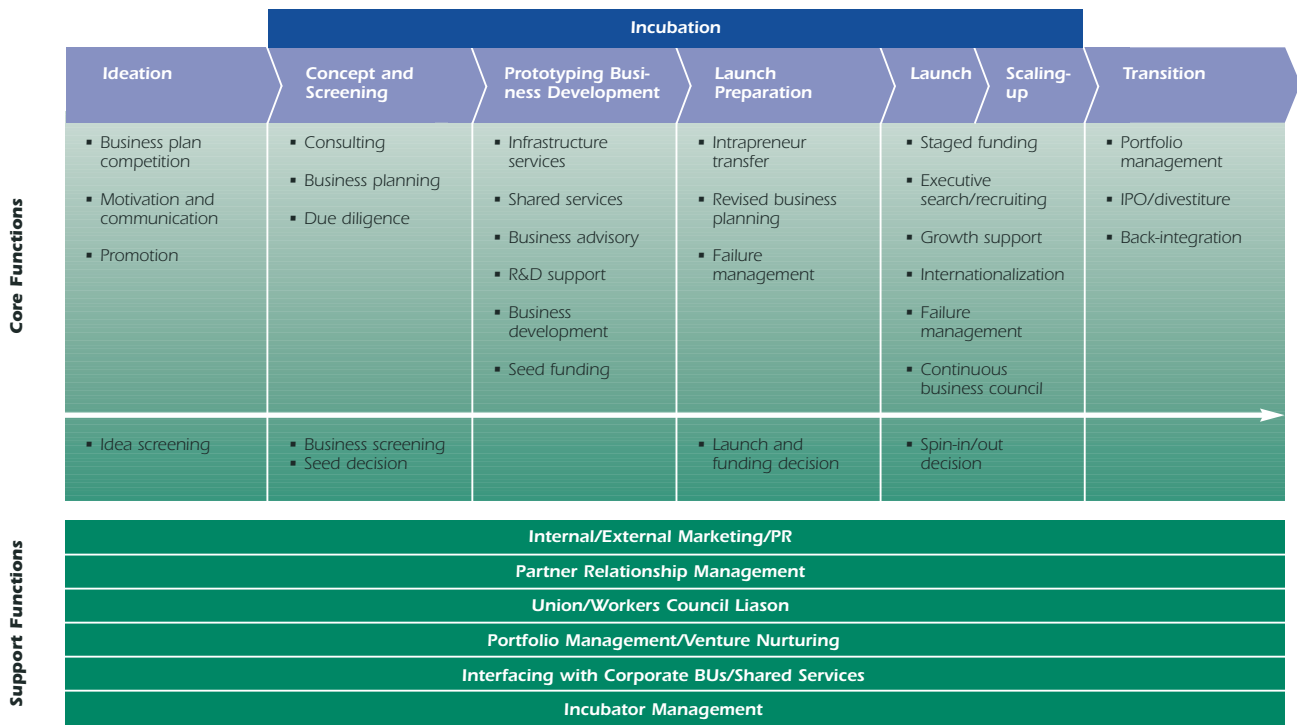 Incubation
Ideation
Concept and
Screening
Prototyping Busi-
ness Development
Launch
Preparation
Launch
Scaling-
up
Transition
Core Functions
▪ Business plan
competition
▪ Motivation and
communication
▪ Promotion
▪ Consulting
▪ Business planning
▪ Due diligence
▪ Infrastructure
services
▪ Shared services
▪ Business advisory
▪ R&D support
▪ Business
development
▪ Seed funding
▪ Intrapreneur
transfer
▪ Revised business
planning
▪ Failure
management
▪ Staged funding
▪ Executive
search/recruiting
▪ Growth support
▪ Internationalization
▪ Failure
management
▪ Continuous
business council
▪ Portfolio
management
▪ IPO/divestiture
▪ Back-integration
▪ Idea screening
▪ Business screening
▪ Seed decision
▪ Launch and
funding decision
▪ Spin-in/out
decision
Support Functions
Internal/External Marketing/PR
Partner Relationship Management
Union/Workers Council Liason
Portfolio Management/Venture Nurturing
Interfacing with Corporate BUs/Shared Services
Incubator Management